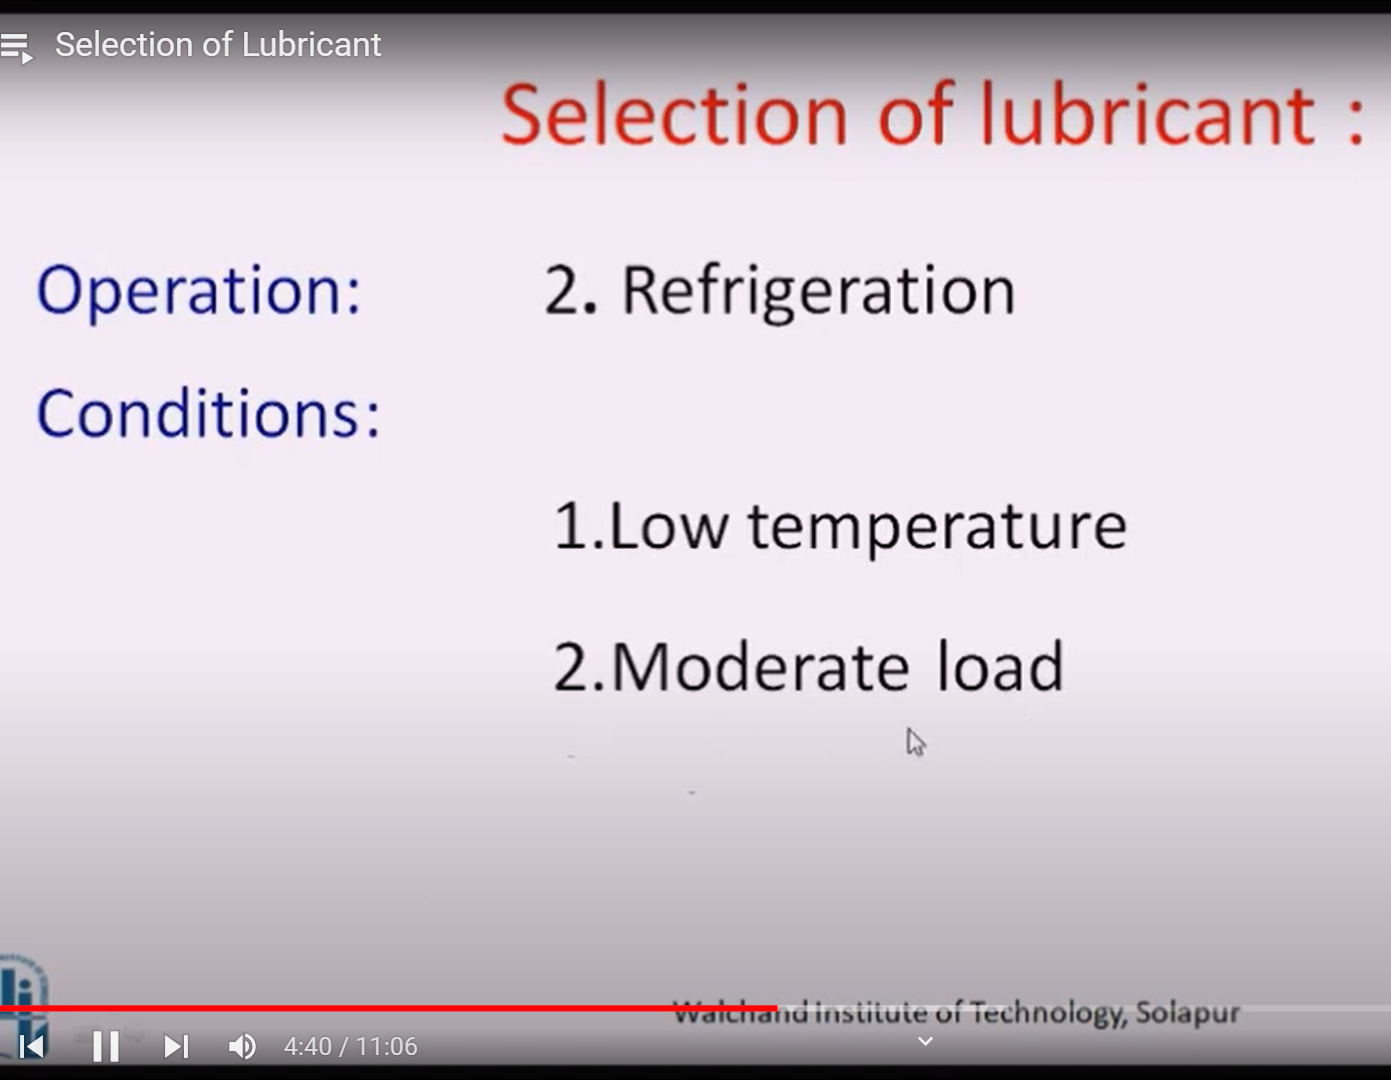 Selection of Lubricant
Selection of lubricant :
Operation: 2. Refrigeration
Conditions:
1.Low temperature
2.Moderate load
Walchand Institute of Technology, Solapur
4:40 / 11:06